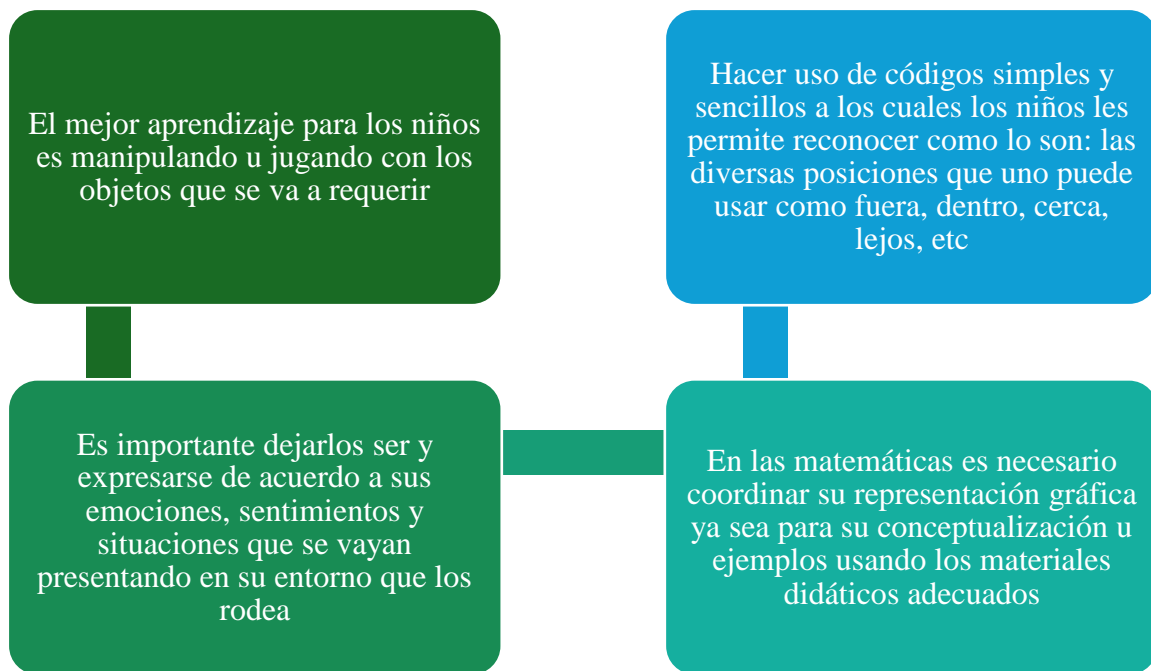 El mejor aprendizaje para los niños
es manipulando u jugando con los
objetos que se va a requerir
Es importante dejarlos ser y
expresarse de acuerdo a sus
emociones, sentimientos y
situaciones que se vayan
presentando en su entorno que los
rodea
En las matemáticas es necesario
coordinar su representación gráfica
ya sea para su conceptualización u
ejemplos usando los materiales
didáticos adecuados
Hacer uso de códigos simples y
sencillos a los cuales los niños les
permite reconocer como lo son: las
diversas posiciones que uno puede
usar como fuera, dentro, cerca,
lejos, etc